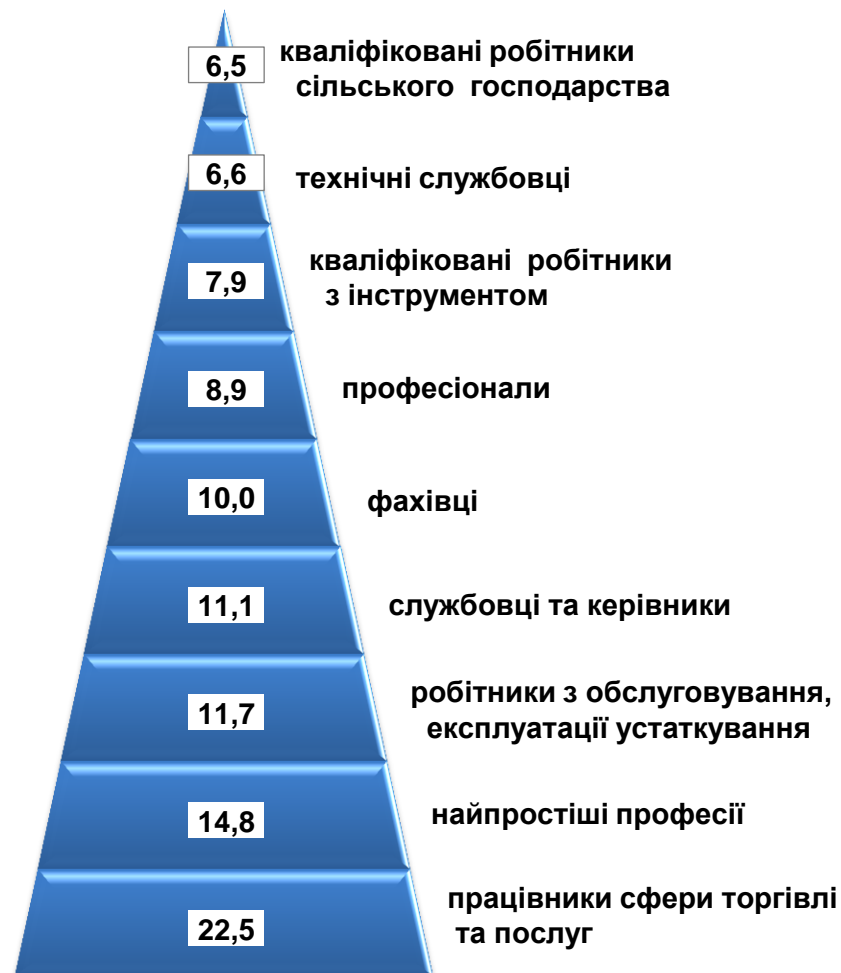 6,5
кваліфіковані робітники
сільського господарства
6,6
технічні службовці
7,9
кваліфіковані робітники
з інструментом
8,9
професіонали
10,0
фахівці
11,1
службовці та керівники
11,7
робітники з обслуговування,
експлуатації устаткування
14,8
найпростіші професії
22,5
працівники сфери торгівлі
та послуг